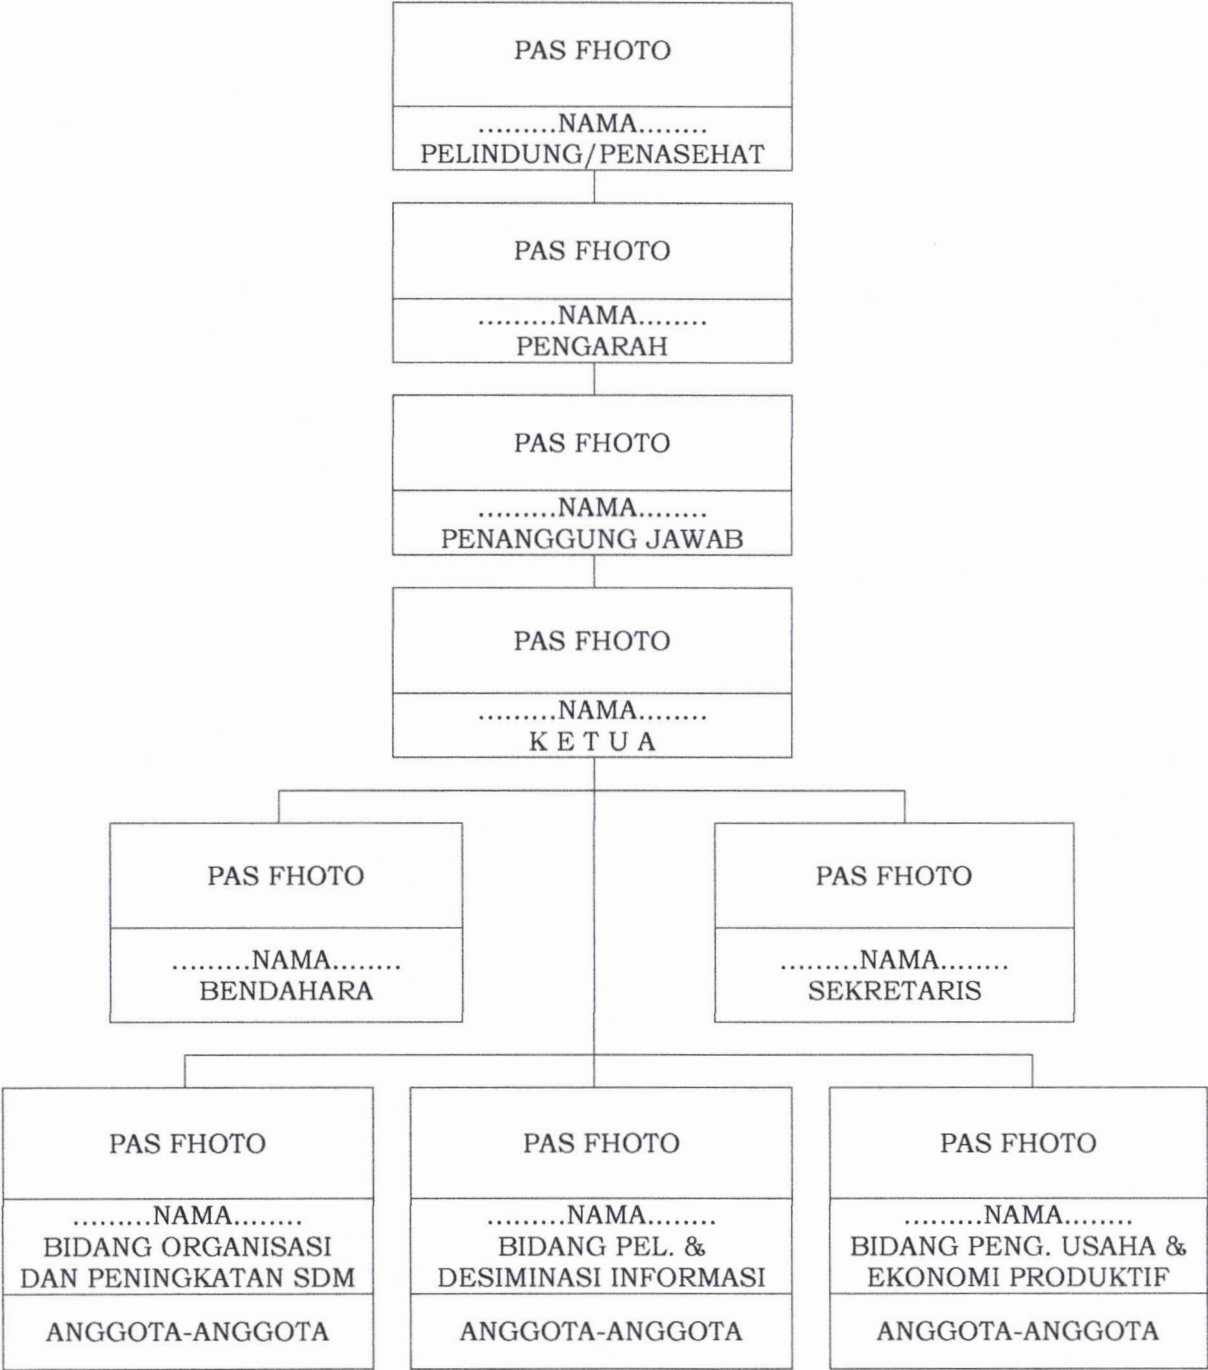 PAS FHOTO
.........NAMA........
PELINDUNG/PENASEHAT
PAS FHOTO
.........NAMA........
PENGARAH
PAS FHOTO
.........NAMA........
PENANGGUNG JAWAB
PAS FHOTO
.........NAMA........
K E T U A
PAS FHOTO
.........NAMA........
BENDAHARA
PAS FHOTO
.........NAMA........
SEKRETARIS
PAS FHOTO
.........NAMA........
BIDANG ORGANISASI
DAN PENINGKATAN SDM
ANGGOTA-ANGGOTA
PAS FHOTO
.........NAMA........
BIDANG PEL. &
DESIMINASI INFORMASI
ANGGOTA-ANGGOTA
PAS FHOTO
.........NAMA........
BIDANG PENG. USAHA &
EKONOMI PRODUKTIF
ANGGOTA-ANGGOTA